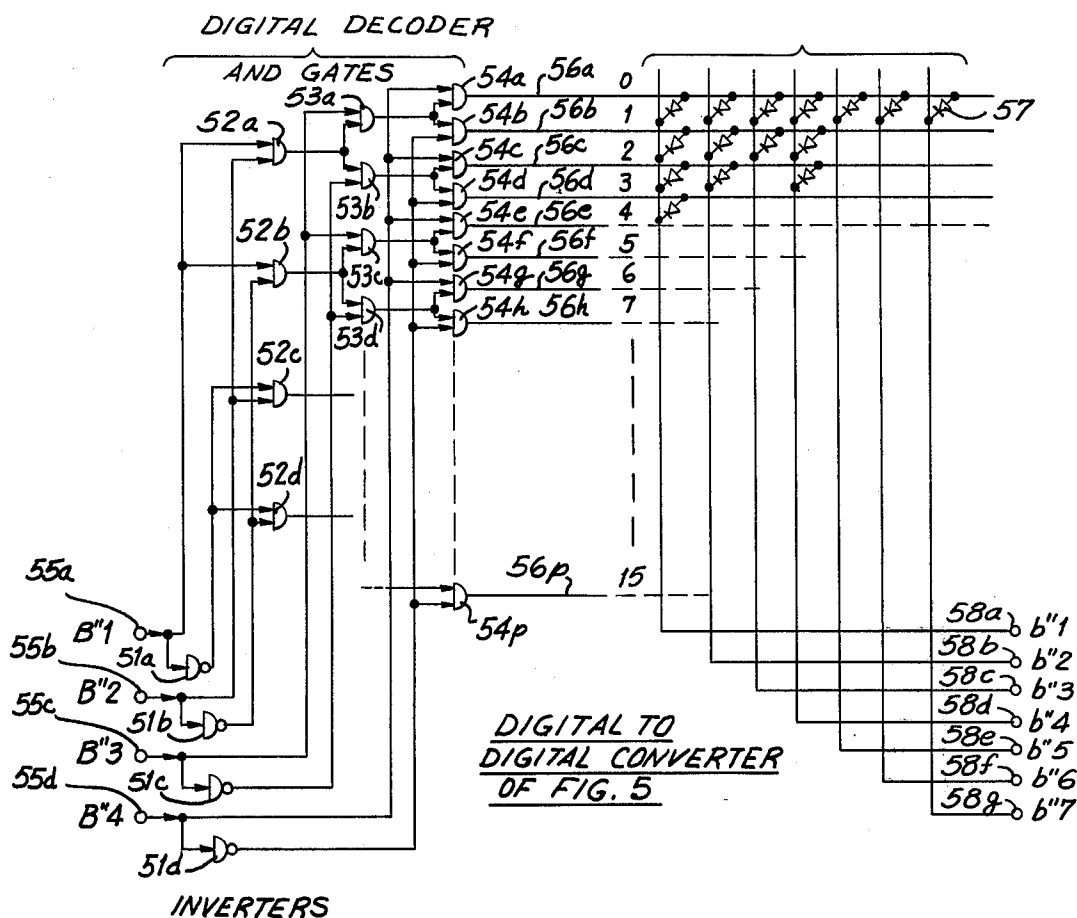 DIGITAL DECODER
AND GATES
53a
54a
56a
0
52a
54b
56b
1
57
54c
56c
2
54d
56d
3
53b
54e
56e
4
52b
54f
56f
5
53c
54g
56g
6
54h
56h
7
53d
52c
52d
56p
15
54p
55a
B"1
51a
55b
B"2
51b
55c
B"3
51c
55d
B"4
51d
58a
b"1
58b
b"2
58c
b"3
58d
b"4
58e
b"5
58f
b"6
58g
b"7
DIGITAL TO
DIGITAL CONVERTER
OF FIG. 5
INVERTERS